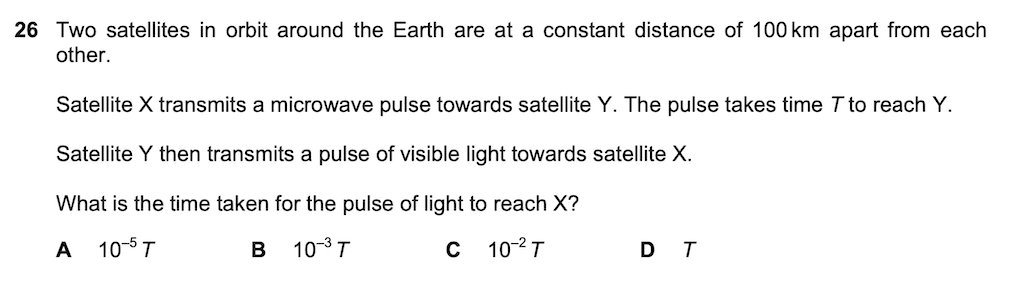 26 Two satellites in orbit around the Earth are at a constant distance of 100 km apart from each
other.
Satellite X transmits a microwave pulse towards satellite Y. The pulse takes time T to reach Y.
Satellite Y then transmits a pulse of visible light towards satellite X.
What is the time taken for the pulse of light to reach X?
A 10⁻⁵ T B 10⁻³ T C 10⁻² T D T